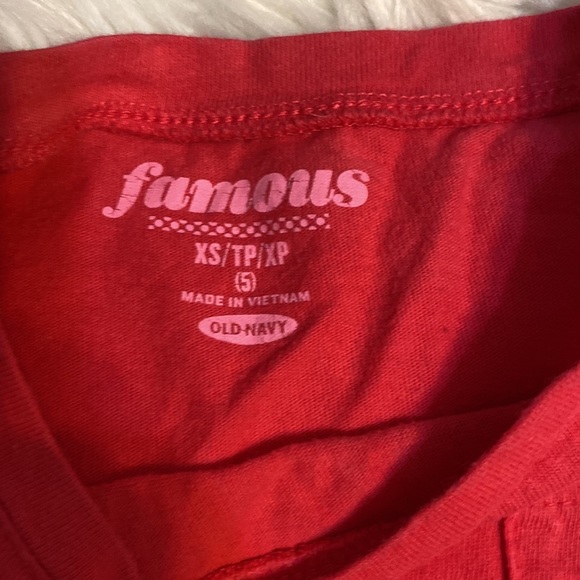 famous
XS/TP/XP
(5)
MADE IN VIETNAM
OLD NAVY